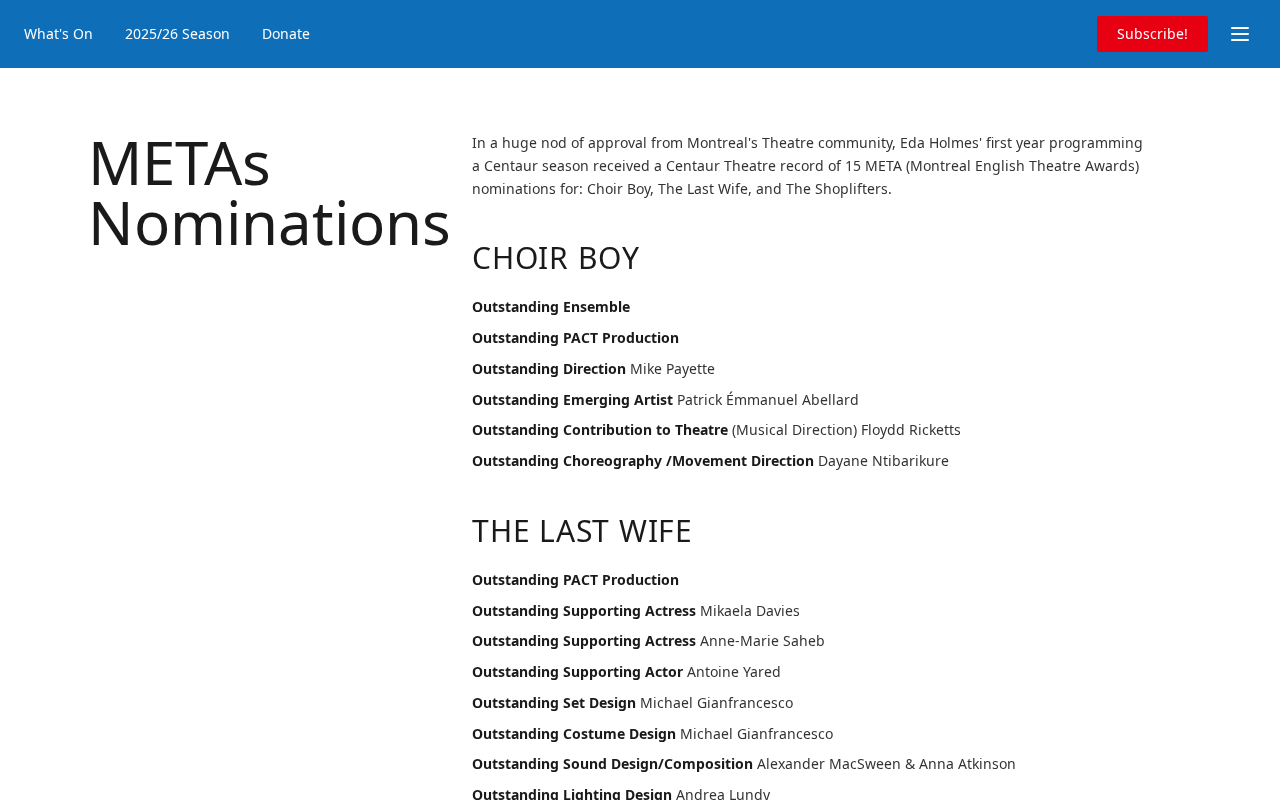 What's On
2025/26 Season
Donate
Subscribe!
METAs
Nominations
In a huge nod of approval from Montreal's Theatre community, Eda Holmes' first year programming
a Centaur season received a Centaur Theatre record of 15 META (Montreal English Theatre Awards)
nominations for: Choir Boy, The Last Wife, and The Shoplifters.
CHOIR BOY
Outstanding Ensemble
Outstanding PACT Production
Outstanding Direction Mike Payette
Outstanding Emerging Artist Patrick Émmanuel Abellard
Outstanding Contribution to Theatre (Musical Direction) Floydd Ricketts
Outstanding Choreography /Movement Direction Dayane Ntibarikure
THE LAST WIFE
Outstanding PACT Production
Outstanding Supporting Actress Mikaela Davies
Outstanding Supporting Actress Anne-Marie Saheb
Outstanding Supporting Actor Antoine Yared
Outstanding Set Design Michael Gianfrancesco
Outstanding Costume Design Michael Gianfrancesco
Outstanding Sound Design/Composition Alexander MacSween & Anna Atkinson
Outstanding Lighting Design Andrea Lundy